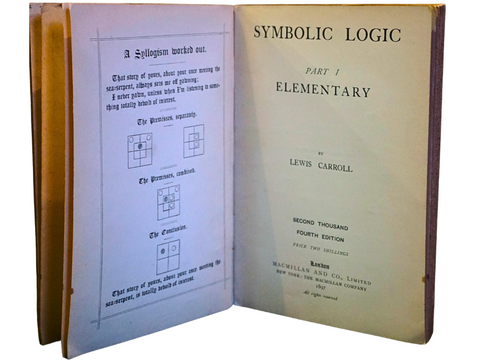 A Syllogism worked out.
That story of yours, about your once meeting the
sea-serpent, always sets me off yawning;
I never yawn, unless when I'm listening to some-
thing totally devoid of interest.
The Premisses, separately.
The Premisses, combined.
The Conclusion.
That story of yours, about your once meeting the
sea-serpent, is totally devoid of interest.
SYMBOLIC LOGIC
PART I
ELEMENTARY
BY
LEWIS CARROLL
SECOND THOUSAND
FOURTH EDITION
PRICE TWO SHILLINGS
London
MACMILLAN AND CO., LIMITED
NEW YORK: THE MACMILLAN COMPANY
1897
All rights reserved